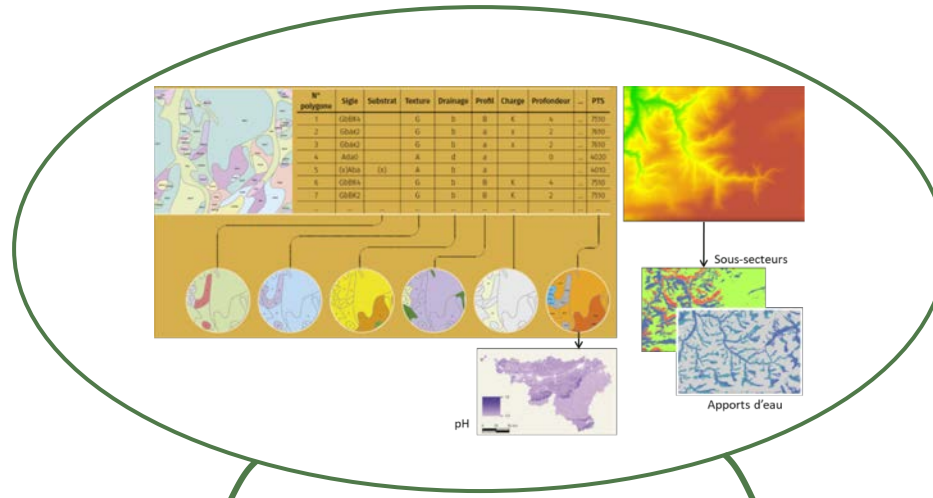 N° polygone Sigle Substrat Texture Drainage Profil Charge Profondeur ... PTS
1 GbBK4 G b B K 4 ... 7510
2 Gbax2 G b a x 2 ... 7610
3 Gbax2 G b a x 2 ... 7610
4 Ada0 A d a 0 ... 4020
5 (x)Aba (x) A b a ... 4010
6 GbBK4 G b B K 4 ... 7510
7 GbBK2 G b B K 2 ... 7510
... ... ... ... ... ... ... ... ... ...
Sous-secteurs
Apports d'eau
pH